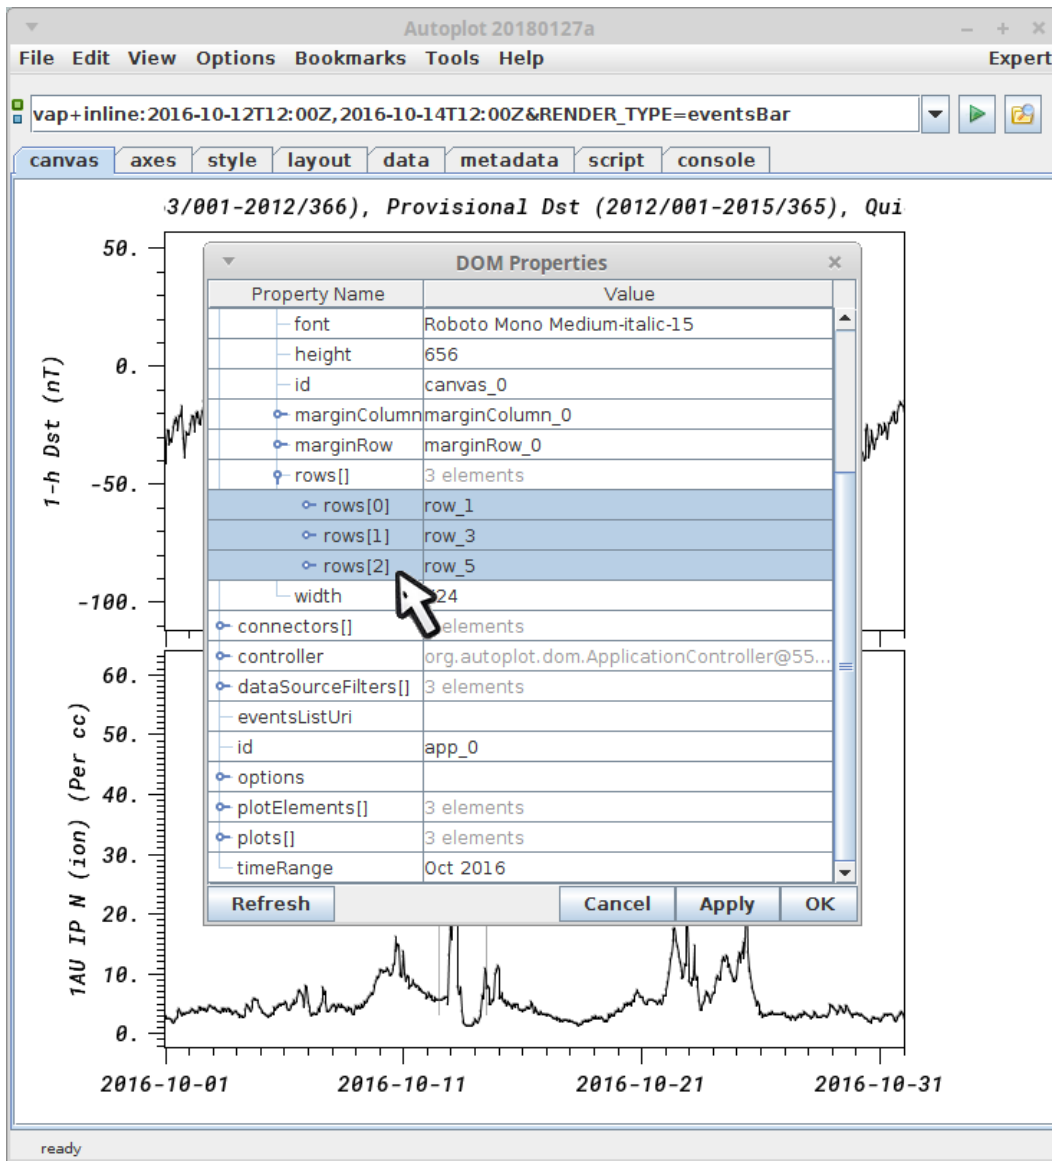 Autoplot 20180127a
File Edit View Options Bookmarks Tools Help Expert
vap+inline:2016-10-12T12:00Z,2016-10-14T12:00Z&RENDER_TYPE=eventsBar
canvas axes style layout data metadata script console
3/001-2012/366), Provisional Dst (2012/001-2015/365), Qui
50.
0.
-50.
-100.
1-h Dst (nT)
DOM Properties
Property Name Value
font Roboto Mono Medium-italic-15
height 656
id canvas_0
marginColumn marginColumn_0
marginRow marginRow_0
rows[] 3 elements
rows[0] row_1
rows[1] row_3
rows[2] row_5
width 24
connectors[] elements
controller org.autoplot.dom.ApplicationController@55...
dataSourceFilters[] 3 elements
eventsListUri
id app_0
options
plotElements[] 3 elements
plots[] 3 elements
timeRange Oct 2016
Refresh Cancel Apply OK
60.
50.
40.
30.
20.
10.
0.
1AU IP N (ion) (Per cc)
2016-10-01 2016-10-11 2016-10-21 2016-10-31
ready